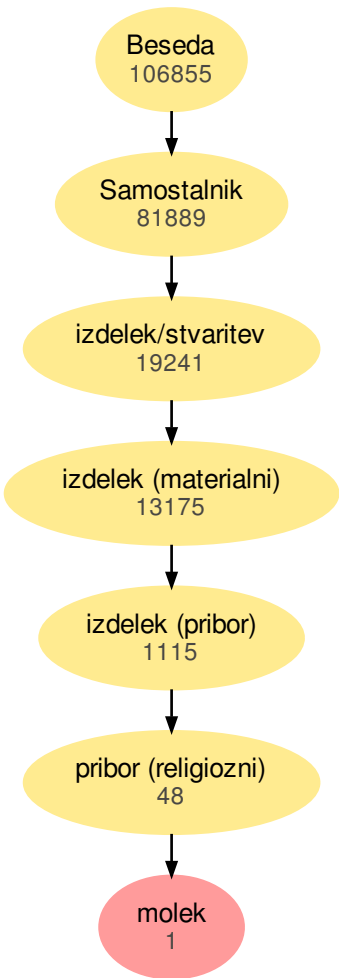 Beseda
106855
Samostalnik
81889
izdelek/stvaritev
19241
izdelek (materialni)
13175
izdelek (pribor)
1115
pribor (religiozni)
48
molek
1